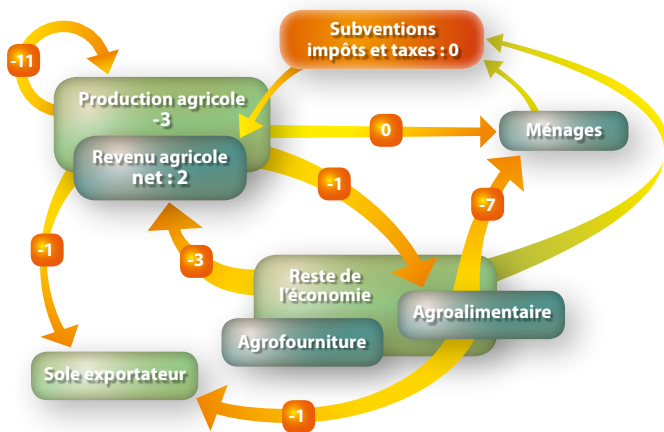 Subventions
impôts et taxes : 0
-11
Production agricole
-3
0
Ménages
Revenu agricole
net : 2
-1
-7
-1
-3
Reste de
l'économie
Agroalimentaire
Agrofourniture
Sole exportateur
-1